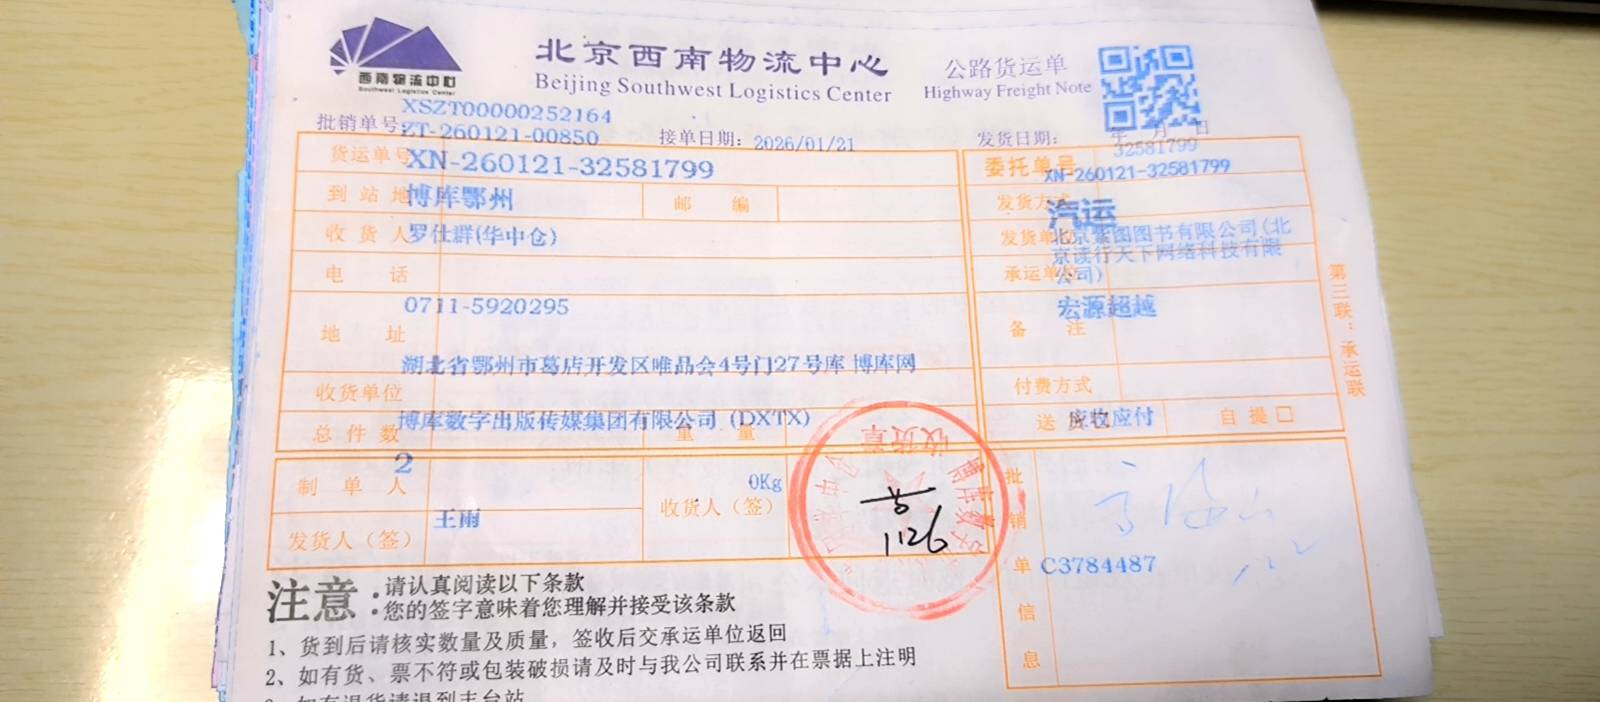 西南物流中心
Southwest Logistics Center
北京西南物流中心
Beijing Southwest Logistics Center
公路货运单
Highway Freight Note
XSZT00000252164
批销单号 ZT-260121-00850 接单日期: 2026/01/21 发货日期: 年 月 日
32581799
货运单号 XN-260121-32581799 委托单号 XN-260121-32581799
到站地 博库鄂州 邮编 发货方式 汽运
收货人 罗仕群(华中仓) 发货单位 北京紫图图书有限公司(北
京读行天下网络科技有限
公司)
电话 承运单位
0711-5920295 宏源超越
地址 备注
湖北省鄂州市葛店开发区唯品会4号门27号库 博库网
收货单位 付费方式
博库数字出版传媒集团有限公司 (DXTX) 应收应付
总件数 重量 送 自提□
2 0Kg
制单人 收货人（签） 批销单信息
王雨
发货人（签）
收货章
1126
C3784487
第三联：承运联
注意：请认真阅读以下条款
您的签字意味着您理解并接受该条款
1、货到后请核实数量及质量，签收后交承运单位返回
2、如有货、票不符或包装破损请及时与我公司联系并在票据上注明